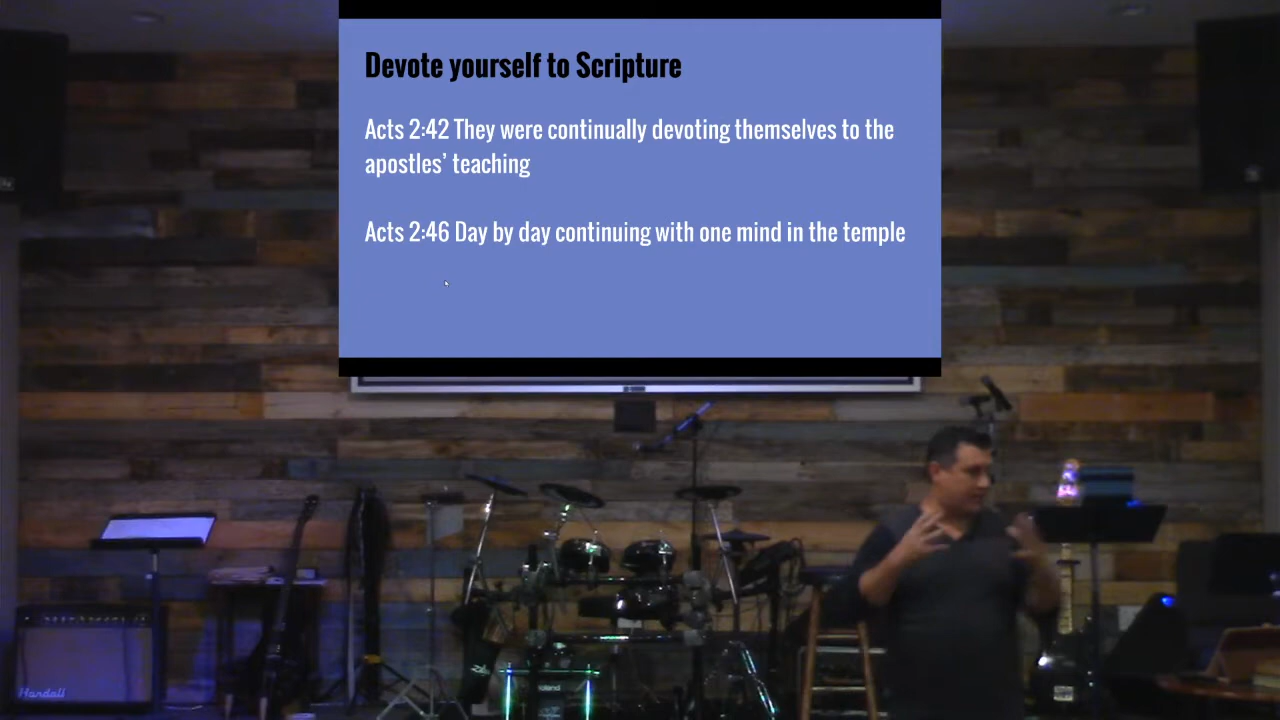 Devote yourself to Scripture
Acts 2:42 They were continually devoting themselves to the
apostles’ teaching
Acts 2:46 Day by day continuing with one mind in the temple
Roland